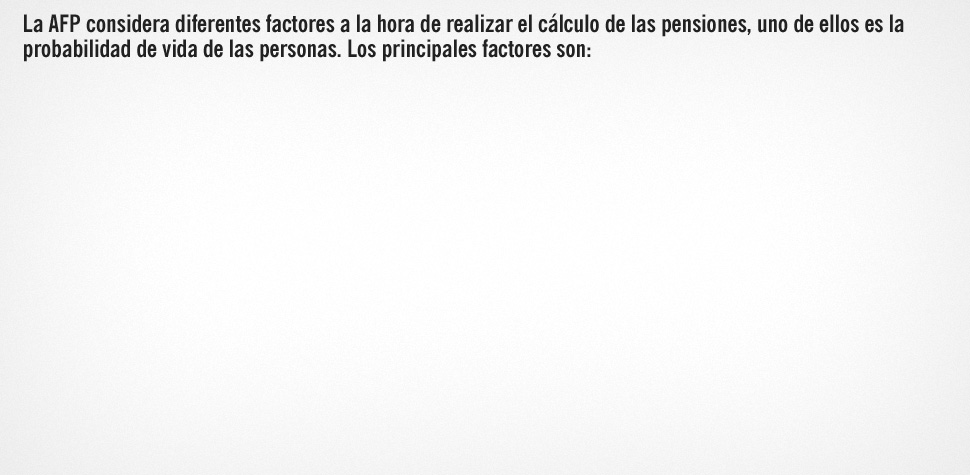 La AFP considera diferentes factores a la hora de realizar el cálculo de las pensiones, uno de ellos es la
probabilidad de vida de las personas. Los principales factores son: